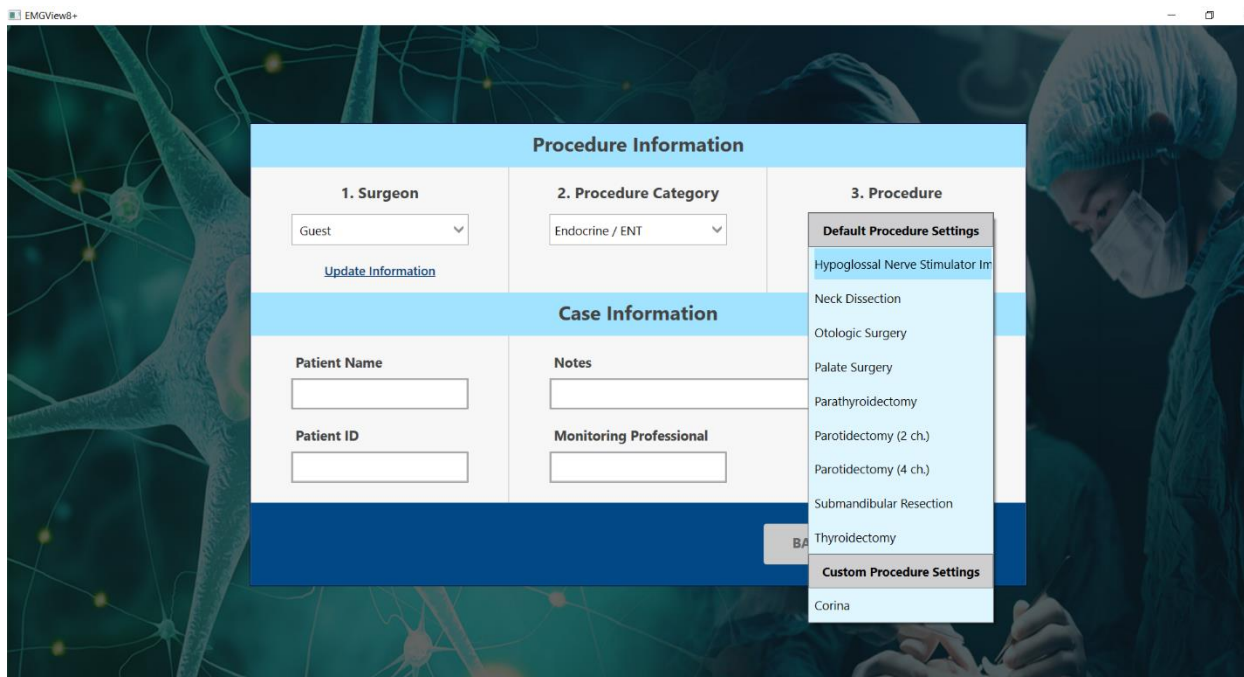 EMGView8+
Procedure Information
1. Surgeon
Guest
Update Information
2. Procedure Category
Endocrine / ENT
3. Procedure
Default Procedure Settings
Hypoglossal Nerve Stimulator Im
Neck Dissection
Otologic Surgery
Palate Surgery
Parathyroidectomy
Parotidectomy (2 ch.)
Parotidectomy (4 ch.)
Submandibular Resection
Thyroidectomy
Custom Procedure Settings
Corina
Case Information
Patient Name
Notes
Patient ID
Monitoring Professional
BA